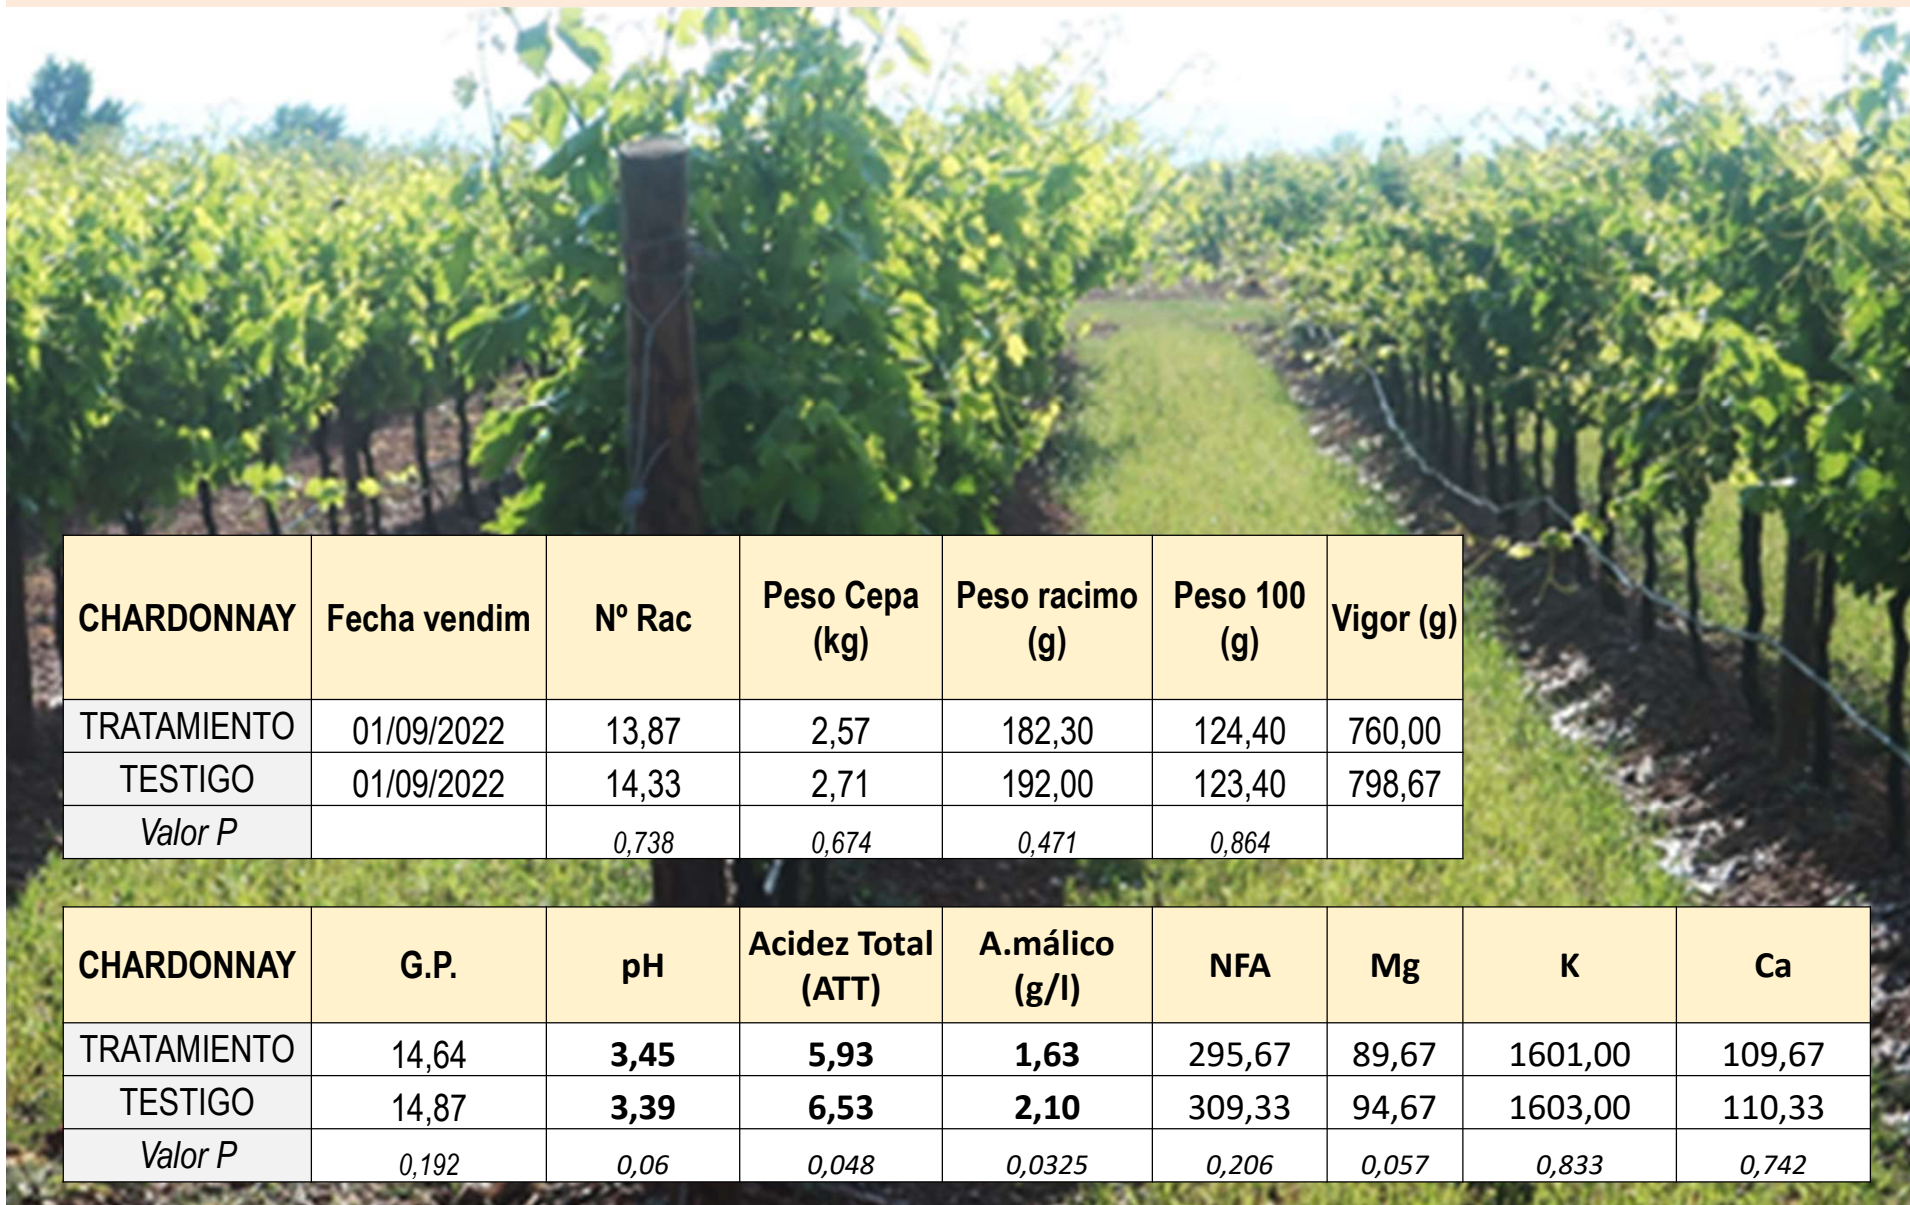 CHARDONNAY Fecha vendim Nº Rac Peso Cepa (kg) Peso racimo (g) Peso 100 (g) Vigor (g)
TRATAMIENTO 01/09/2022 13,87 2,57 182,30 124,40 760,00
TESTIGO 01/09/2022 14,33 2,71 192,00 123,40 798,67
Valor P 0,738 0,674 0,471 0,864
CHARDONNAY G.P. pH Acidez Total (ATT) A.málico (g/l) NFA Mg K Ca
TRATAMIENTO 14,64 3,45 5,93 1,63 295,67 89,67 1601,00 109,67
TESTIGO 14,87 3,39 6,53 2,10 309,33 94,67 1603,00 110,33
Valor P 0,192 0,06 0,048 0,0325 0,206 0,057 0,833 0,742